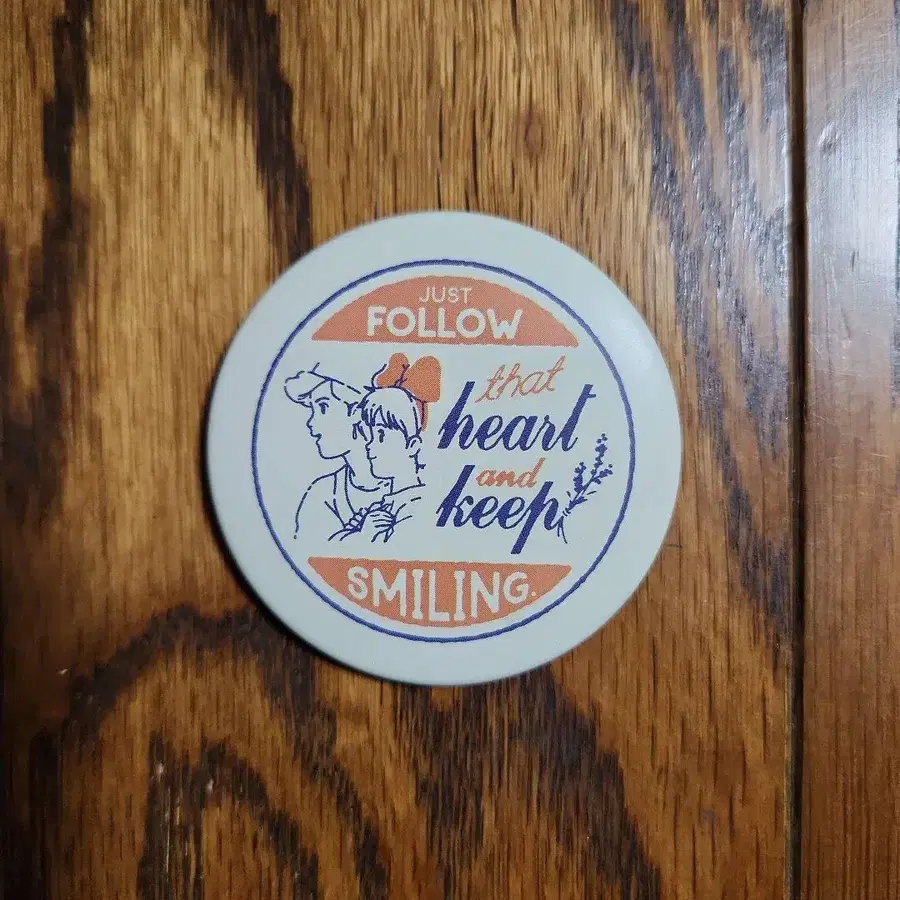 JUST
FOLLOW
that
heart
and
keep
SMILING.